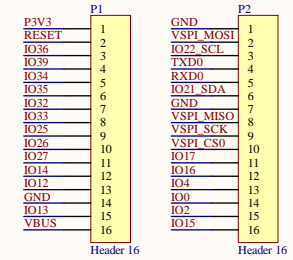 P1
P3V3 1
RESET 2
IO36 3
IO39 4
IO34 5
IO35 6
IO32 7
IO33 8
IO25 9
IO26 10
IO27 11
IO14 12
IO12 13
GND 14
IO13 15
VBUS 16
Header 16
P2
GND 1
VSPI_MOSI 2
IO22_SCL 3
TXD0 4
RXD0 5
IO21_SDA 6
GND 7
VSPI_MISO 8
VSPI_SCK 9
VSPI_CS0 10
IO17 11
IO16 12
IO4 13
IO0 14
IO2 15
IO15 16
Header 16